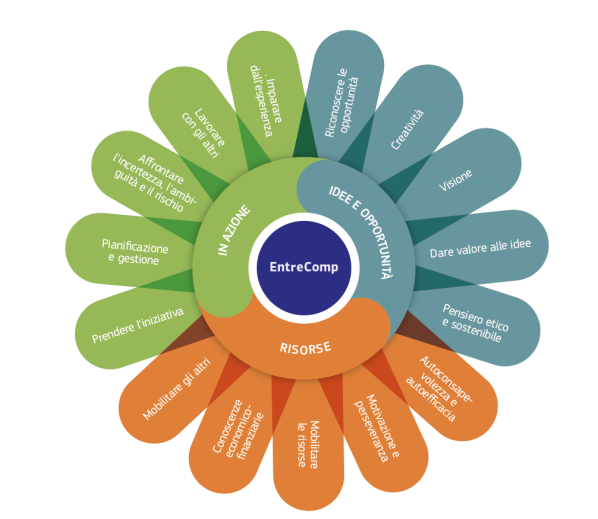 EntreComp
IDEE E OPPORTUNITÀ
Riconoscere le
opportunità
Creatività
Visione
Dare valore alle idee
Pensiero etico
e sostenibile
RISORSE
Autoconsape-
volezza e
autoefficacia
Motivazione e
perseveranza
Mobilitare
le risorse
Conoscenze
economico-
finanziarie
Mobilitare gli altri
IN AZIONE
Prendere l'iniziativa
Pianificazione
e gestione
Affrontare
l'incertezza, l'ambi-
guità e il rischio
Lavorare
con gli altri
Imparare
dall'esperienza